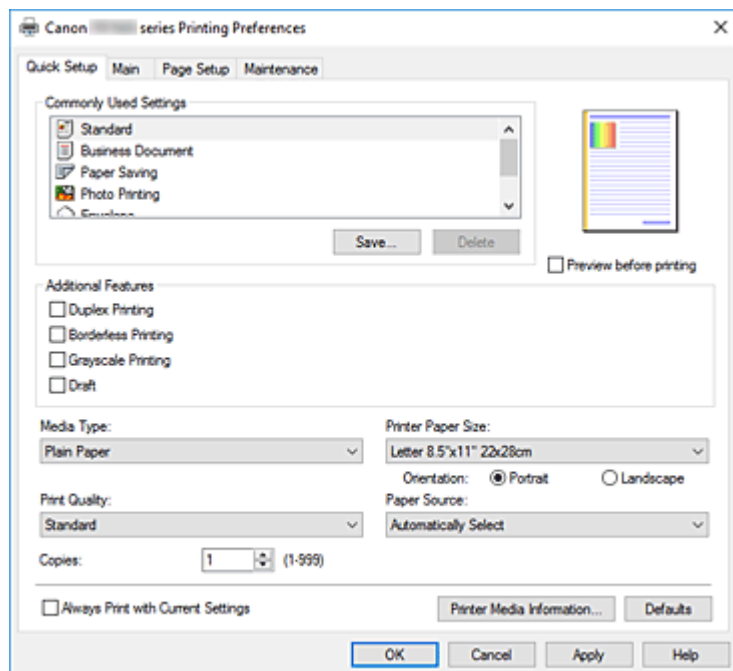 Canon series Printing Preferences
Quick Setup Main Page Setup Maintenance
Commonly Used Settings
Standard
Business Document
Paper Saving
Photo Printing
Save... Delete
Preview before printing
Additional Features
Duplex Printing
Borderless Printing
Grayscale Printing
Draft
Media Type: Printer Paper Size:
Plain Paper Letter 8.5"x11" 22x28cm
Orientation: Portrait Landscape
Print Quality: Paper Source:
Standard Automatically Select
Copies: 1 (1-999)
Always Print with Current Settings Printer Media Information... Defaults
OK Cancel Apply Help